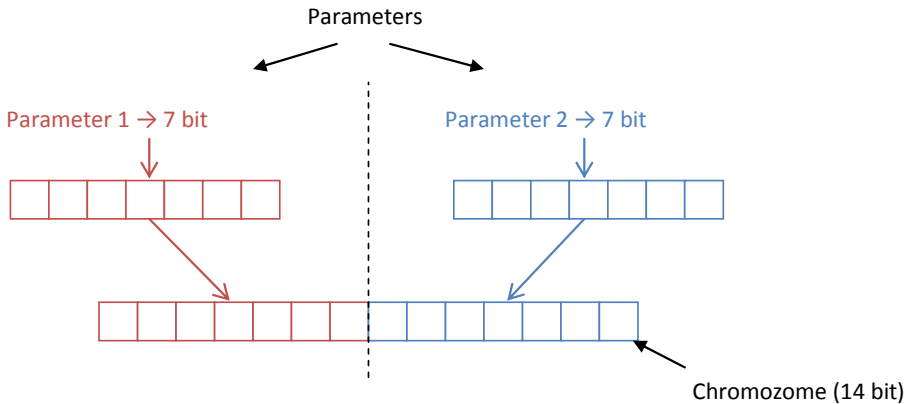 Parameters
Parameter 1 → 7 bit
Parameter 2 → 7 bit
Chromozome (14 bit)